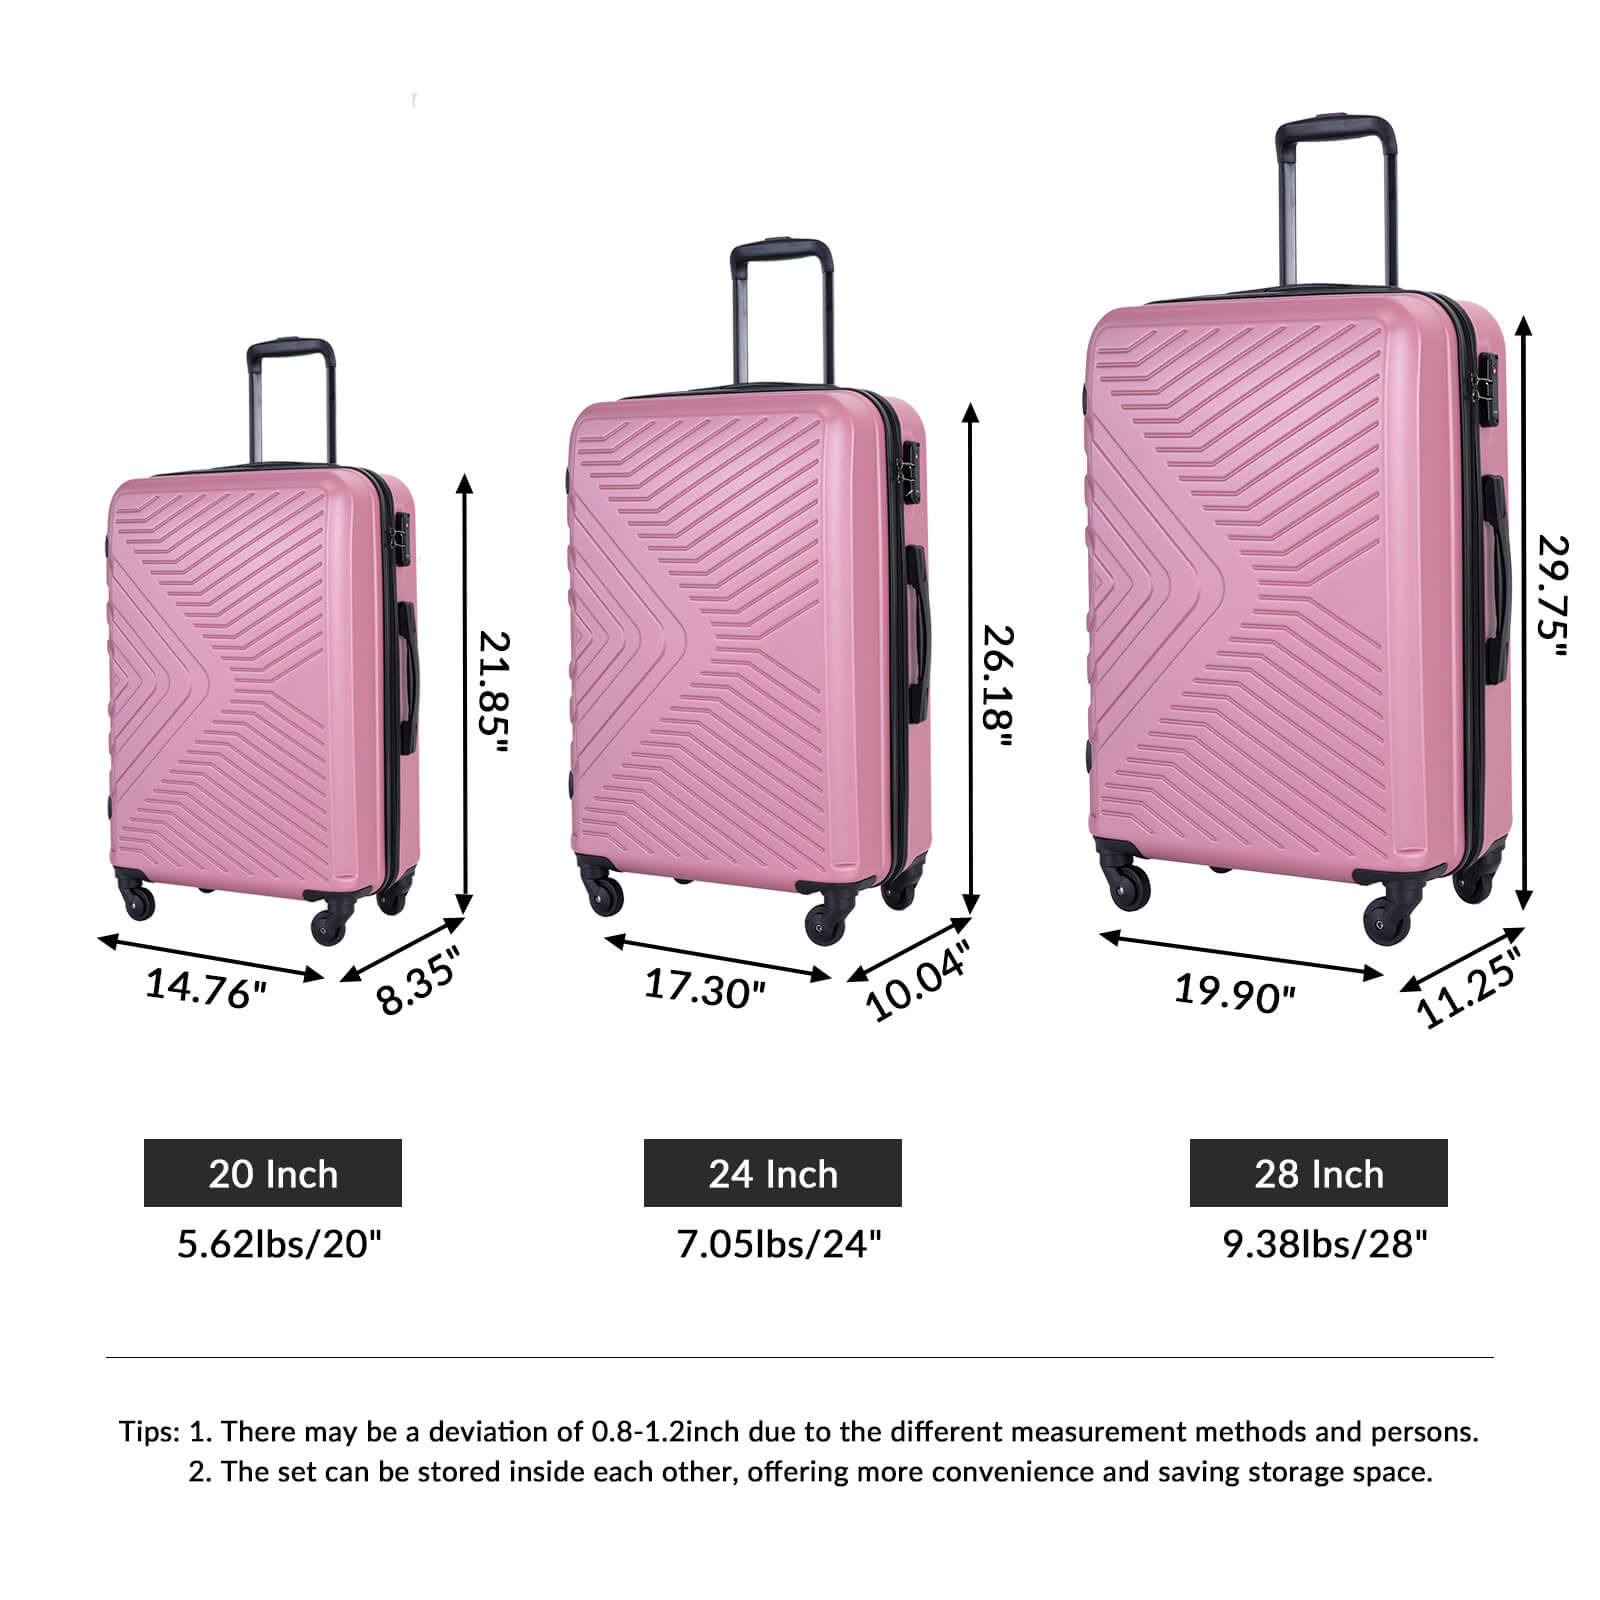 21.85"
14.76"
8.35"
26.18"
17.30"
10.04"
29.75"
19.90"
11.25"
20 Inch
5.62lbs/20"
24 Inch
7.05lbs/24"
28 Inch
9.38lbs/28"
Tips: 1. There may be a deviation of 0.8-1.2inch due to the different measurement methods and persons.
2. The set can be stored inside each other, offering more convenience and saving storage space.